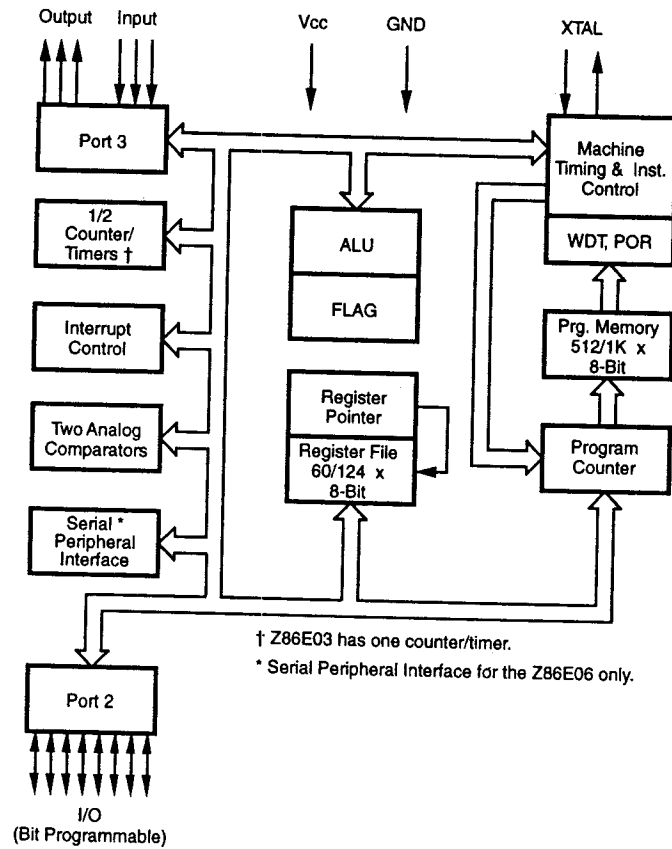 Output Input
Vcc GND
XTAL
Port 3
Machine
Timing & Inst.
Control
WDT, POR
1/2
Counter/
Timers †
ALU
FLAG
Interrupt
Control
Prg. Memory
512/1K x
8-Bit
Register
Pointer
Register File
60/124 x
8-Bit
Two Analog
Comparators
Program
Counter
Serial *
Peripheral
Interface
† Z86E03 has one counter/timer.
* Serial Peripheral Interface for the Z86E06 only.
Port 2
I/O
(Bit Programmable)